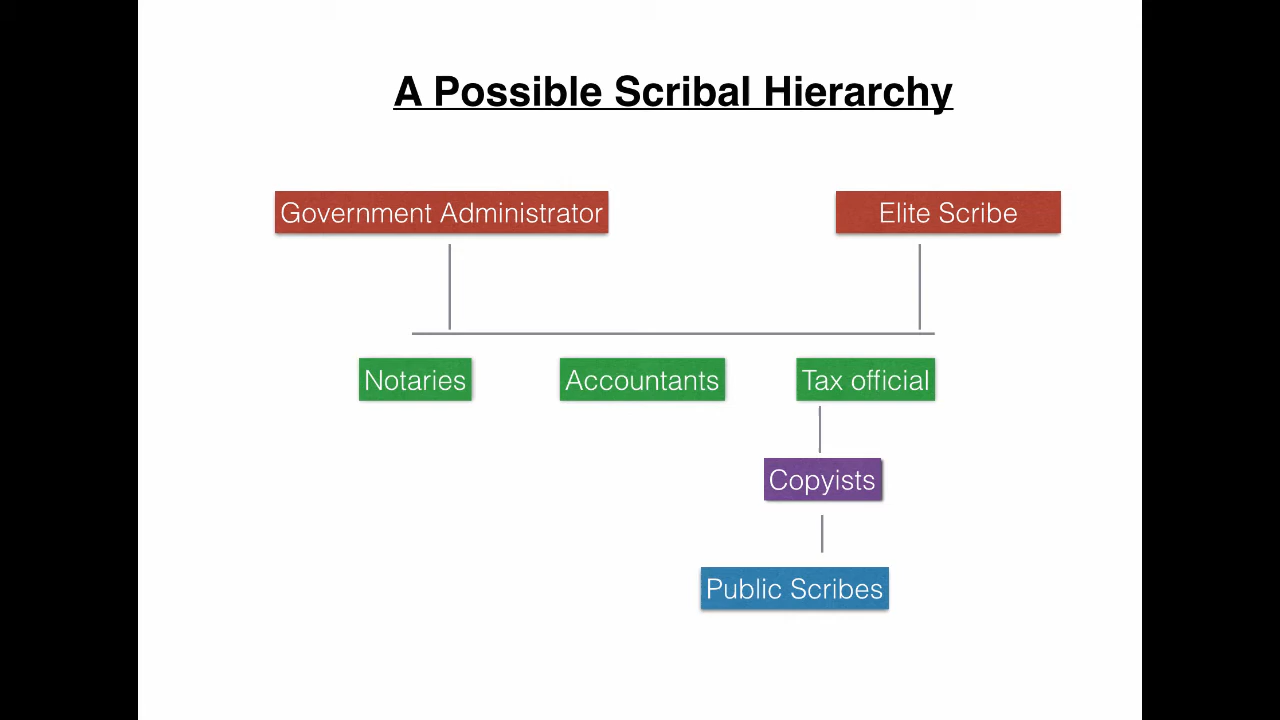 A Possible Scribal Hierarchy
Government Administrator
Elite Scribe
Notaries
Accountants
Tax official
Copyists
Public Scribes